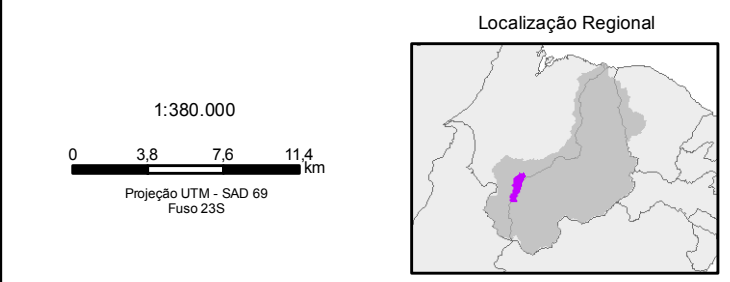 Localização Regional
1:380.000
0 3,8 7,6 11,4
km
Projeção UTM - SAD 69
Fuso 23S